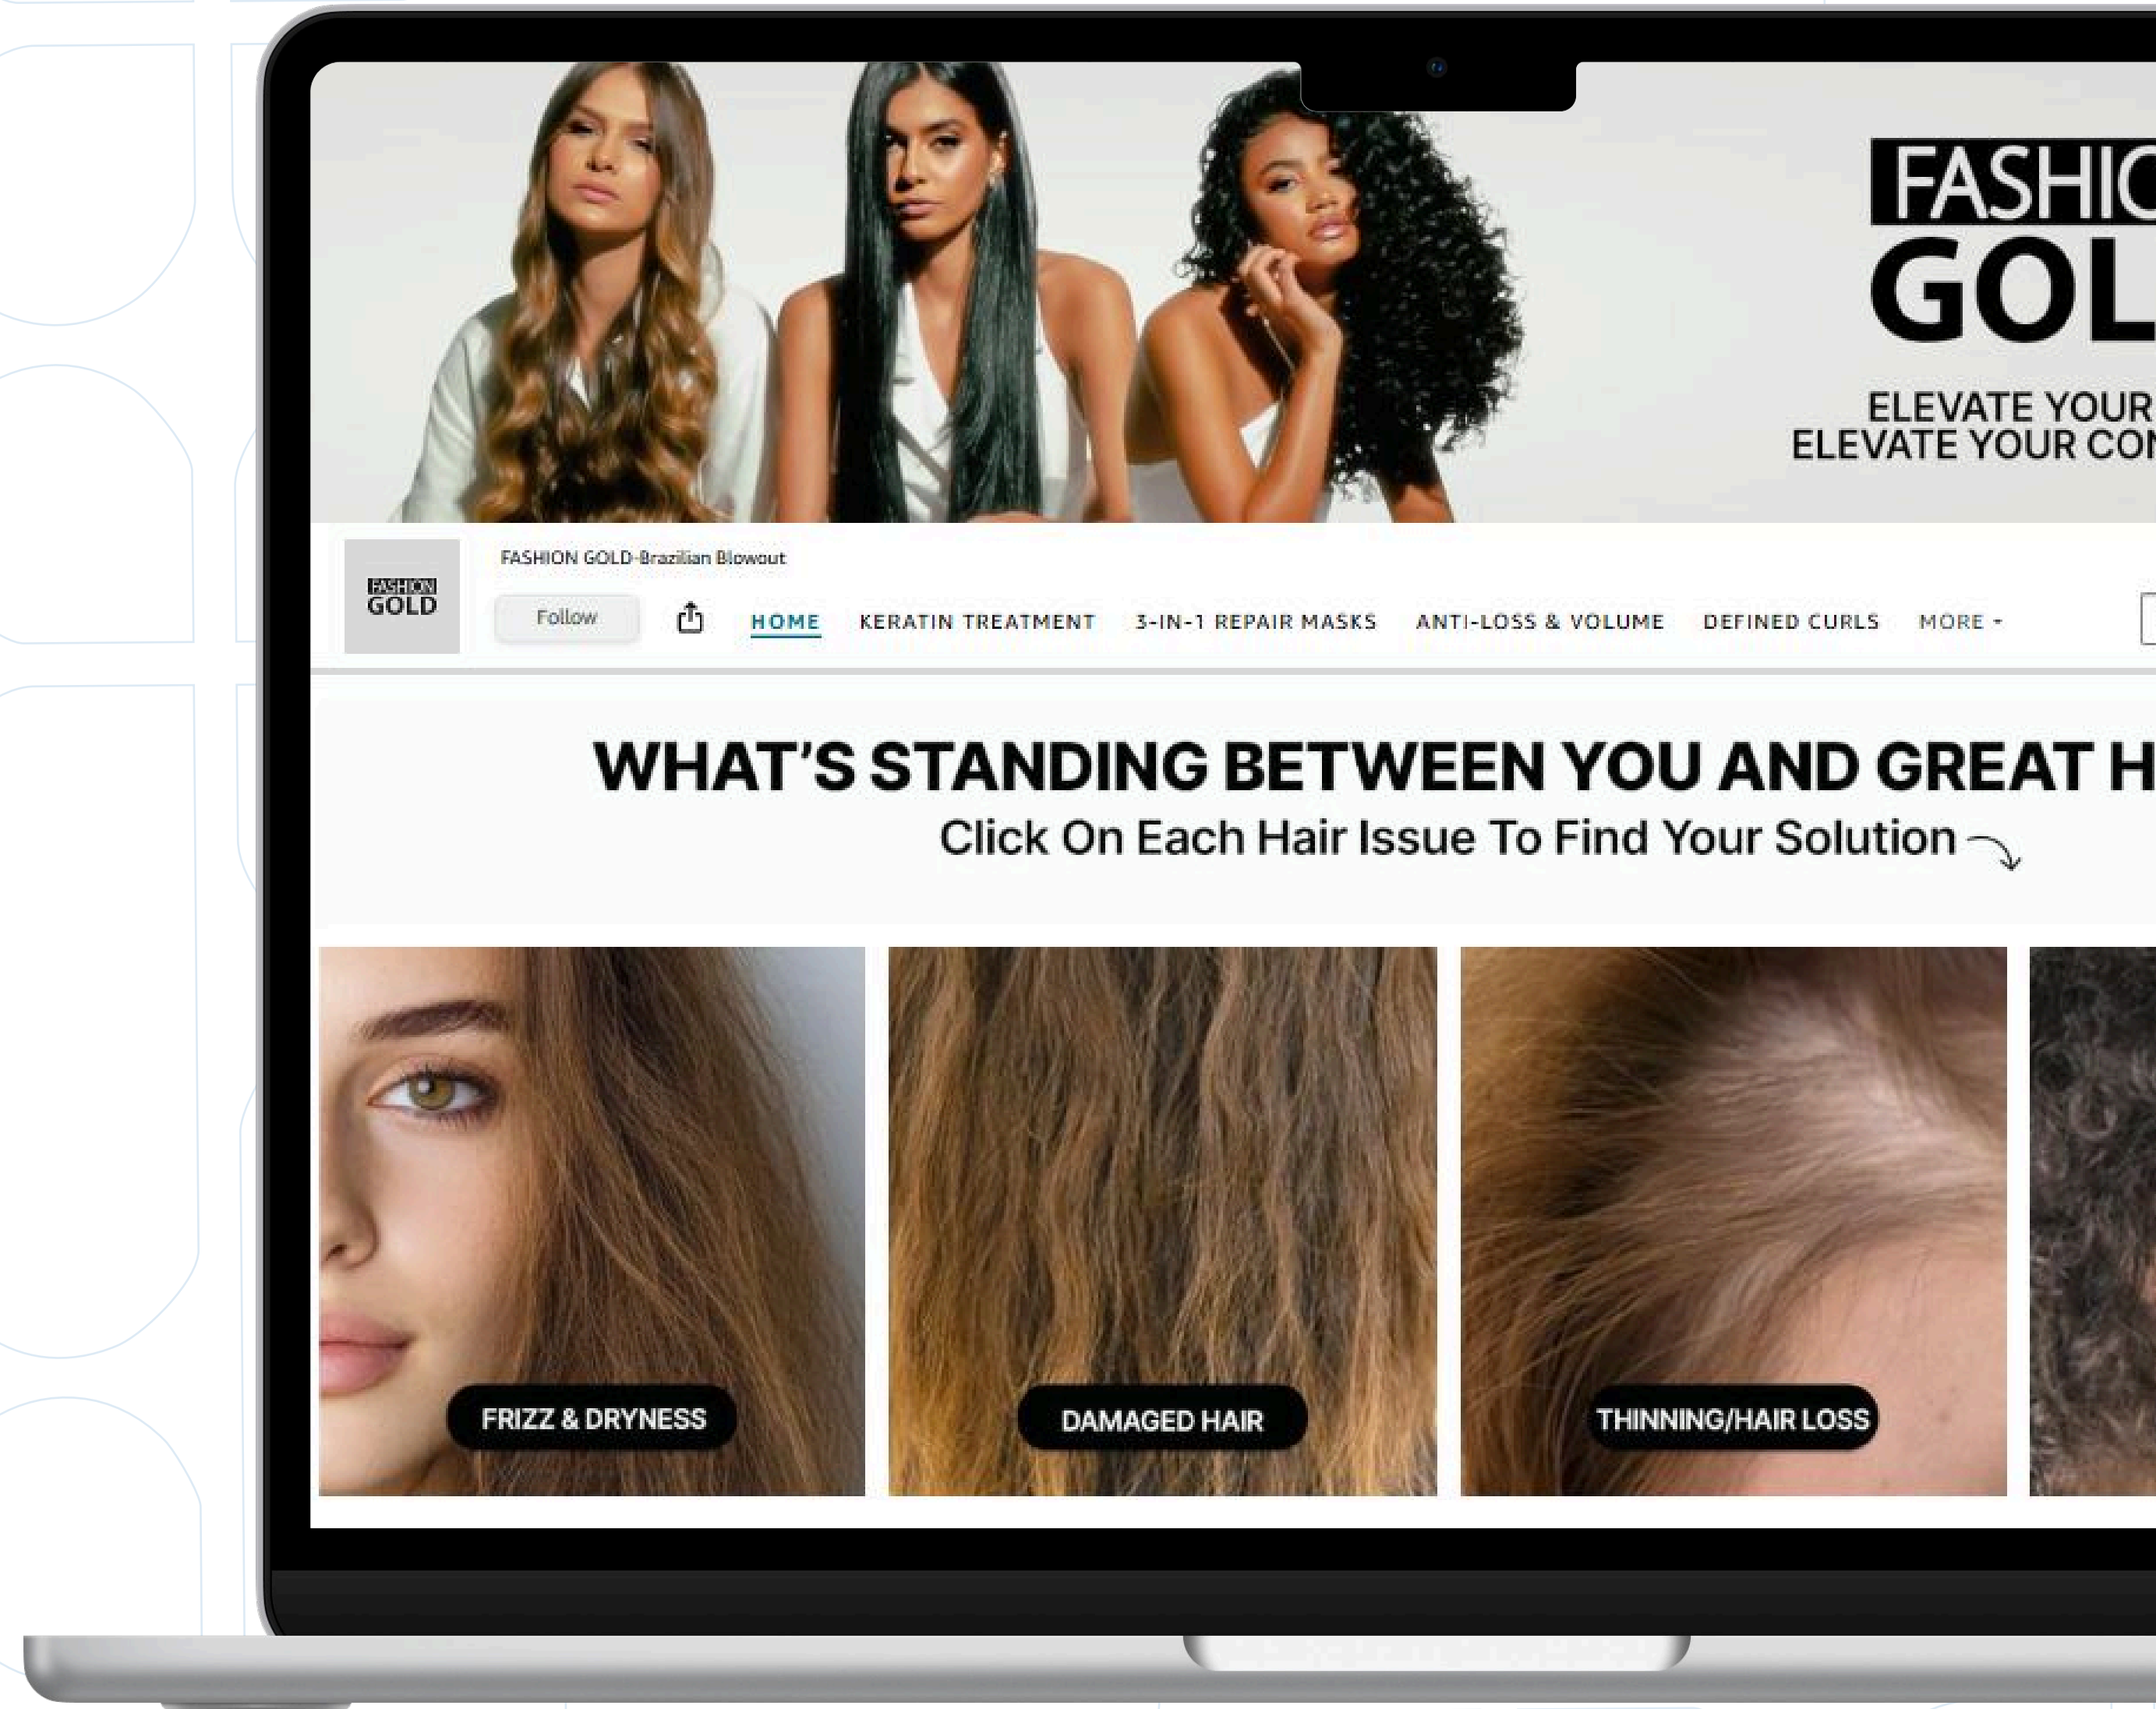 FASHIO
GOL
ELEVATE YOUR
ELEVATE YOUR CON
FASHION
GOLD
FASHION GOLD-Brazilian Blowout
Follow
HOME KERATIN TREATMENT 3-IN-1 REPAIR MASKS ANTI-LOSS & VOLUME DEFINED CURLS MORE
WHAT'S STANDING BETWEEN YOU AND GREAT H
Click On Each Hair Issue To Find Your Solution
FRIZZ & DRYNESS
DAMAGED HAIR
THINNING/HAIR LOSS